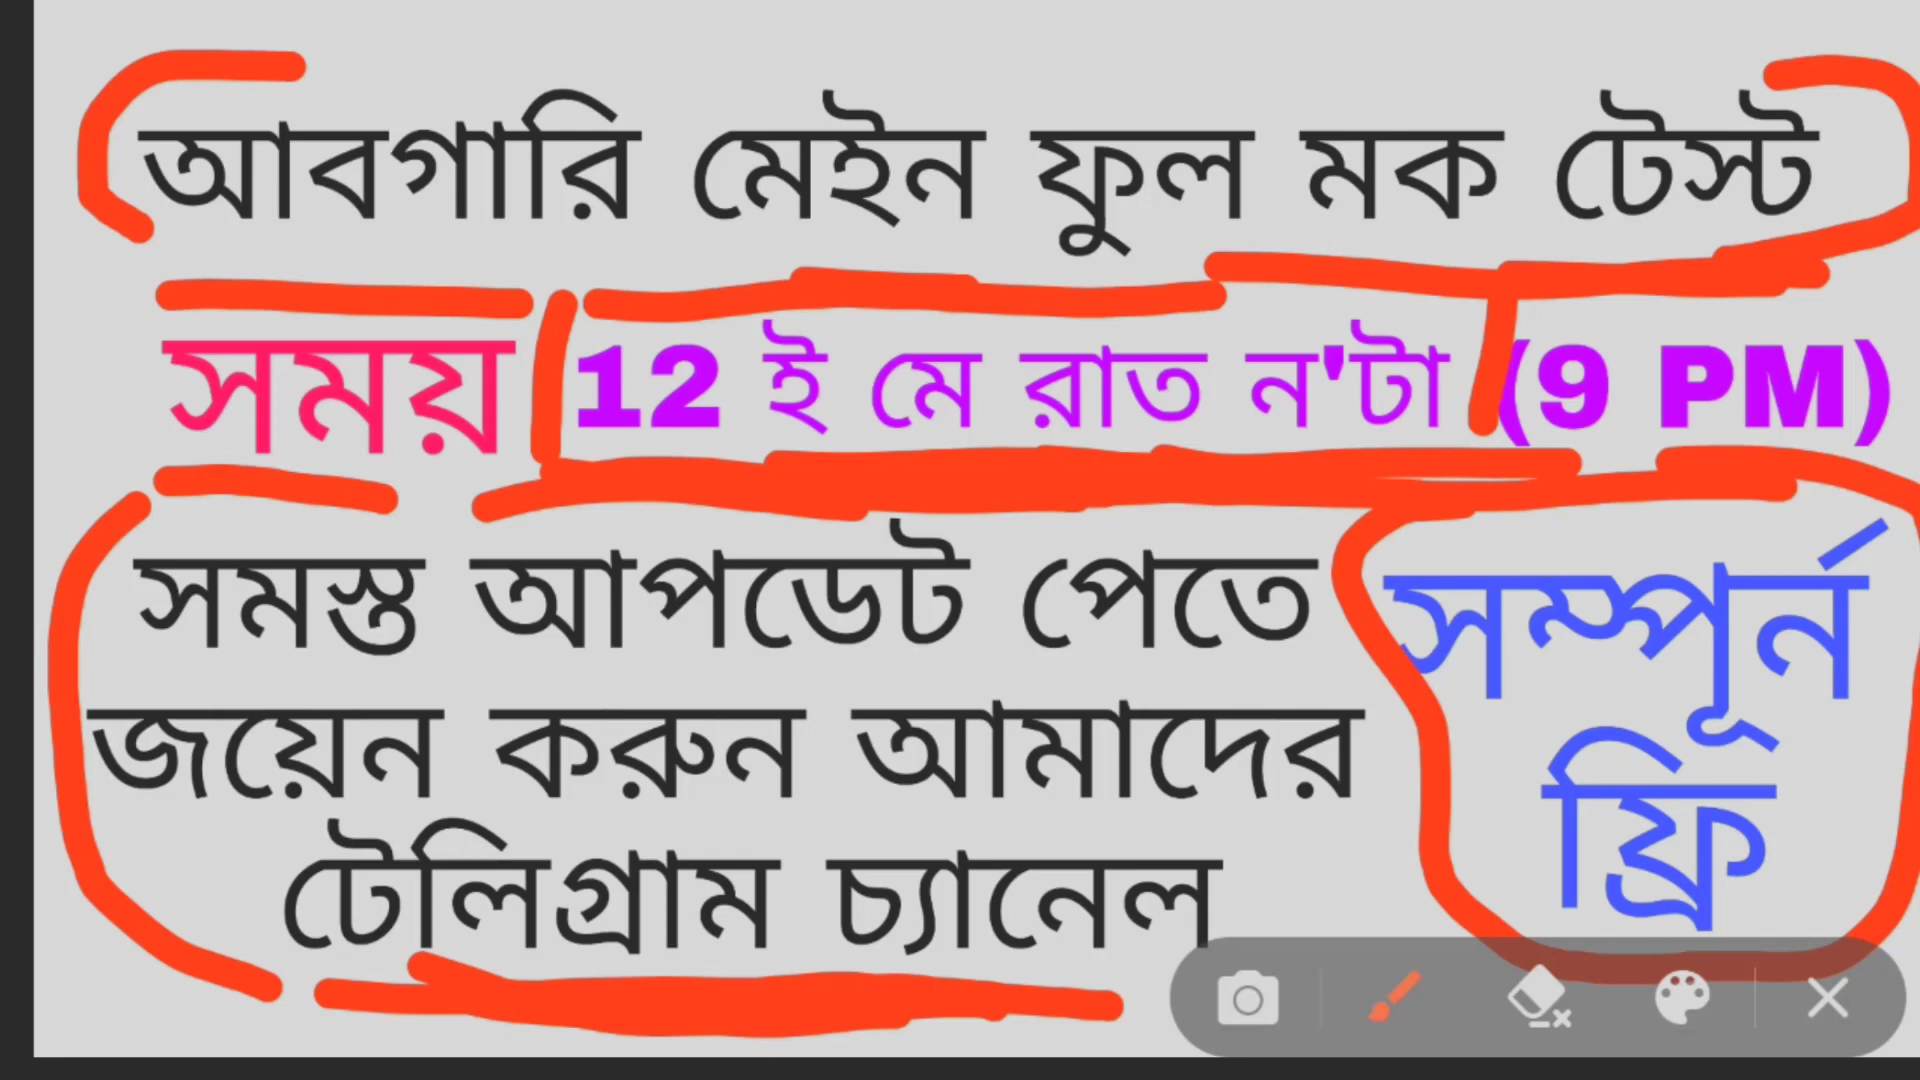 আবগারি মেইন ফুল মক টেস্ট
সময় 12 ই মে রাত ন'টা (9 PM)
সমস্ত আপডেট পেতে
জয়েন করুন আমাদের
টেলিগ্রাম চ্যানেল
সম্পূর্ন
ফ্রি